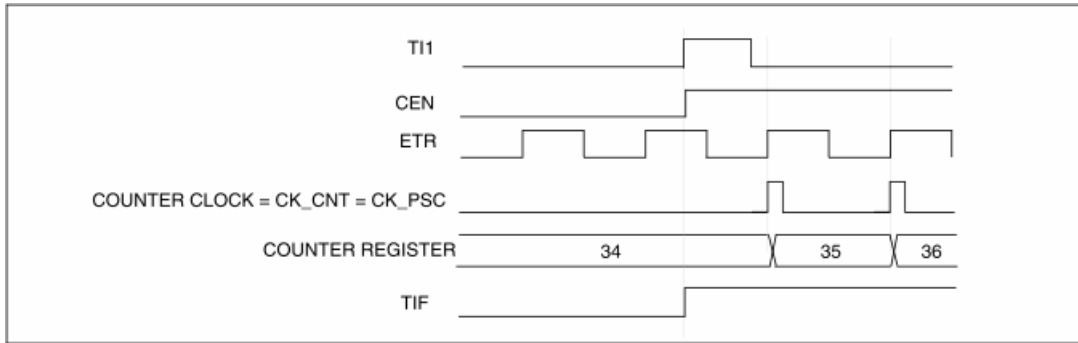 TI1
CEN
ETR
COUNTER CLOCK = CK_CNT = CK_PSC
COUNTER REGISTER 34 35 36
TIF